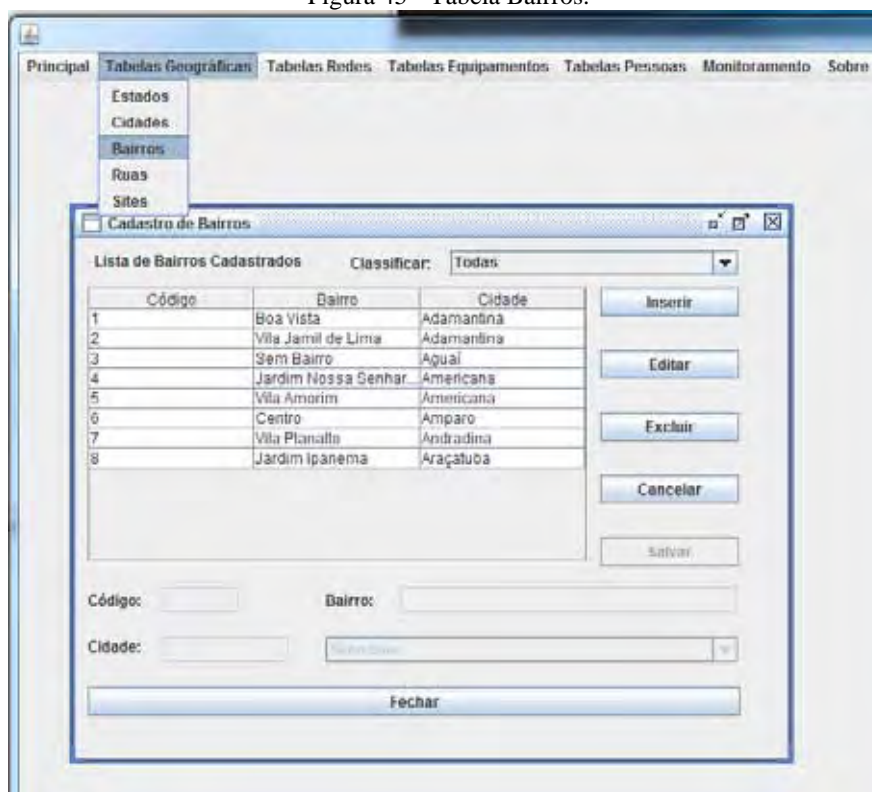 Figura 43 - Tabela Bairros.
Principal Tabelas Geográficas Tabelas Redes Tabelas Equipamentos Tabelas Pessoas Monitoramento Sobre
Estados
Cidades
Bairros
Ruas
Sites
Cadastro de Bairros
Lista de Bairros Cadastrados Classificar: Todas
Código Bairro Cidade
1 Boa Vista Adamantina
2 Vila Jamil de Lima Adamantina
3 Sem Bairro Aguaí
4 Jardim Nossa Senhar... Americana
5 Vila Amorim Americana
6 Centro Amparo
7 Vila Planalto Andradina
8 Jardim Ipanema Araçatuba
Inserir
Editar
Excluir
Cancelar
Salvar
Código: Bairro:
Cidade:
Fechar